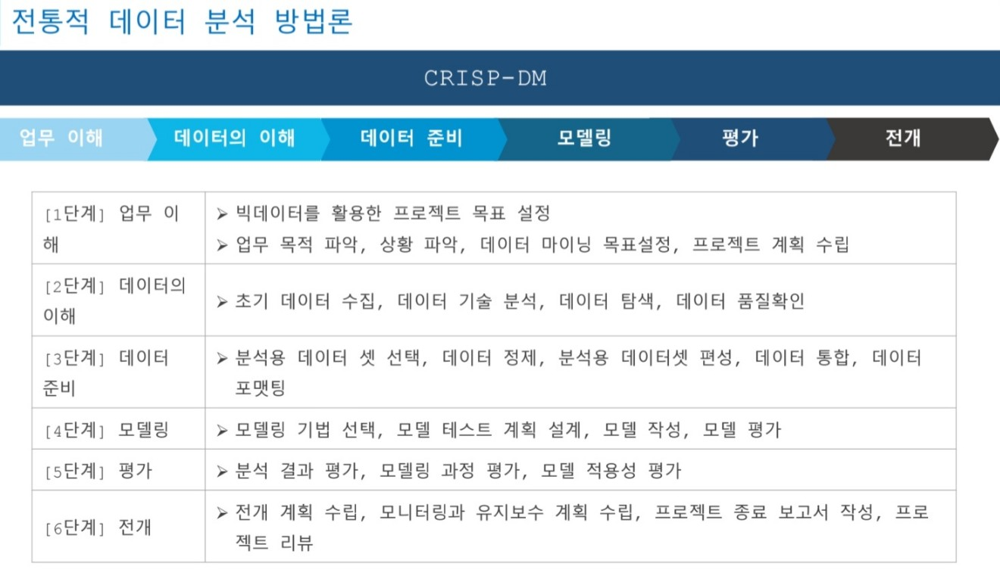 전통적 데이터 분석 방법론
CRISP-DM
업무 이해 데이터의 이해 데이터 준비 모델링 평가 전개
[1단계] 업무 이
해
➢ 빅데이터를 활용한 프로젝트 목표 설정
➢ 업무 목적 파악, 상황 파악, 데이터 마이닝 목표설정, 프로젝트 계획 수립
[2단계] 데이터의
이해
➢ 초기 데이터 수집, 데이터 기술 분석, 데이터 탐색, 데이터 품질확인
[3단계] 데이터
준비
➢ 분석용 데이터 셋 선택, 데이터 정제, 분석용 데이터셋 편성, 데이터 통합, 데이터
포맷팅
[4단계] 모델링
➢ 모델링 기법 선택, 모델 테스트 계획 설계, 모델 작성, 모델 평가
[5단계] 평가
➢ 분석 결과 평가, 모델링 과정 평가, 모델 적용성 평가
[6단계] 전개
➢ 전개 계획 수립, 모니터링과 유지보수 계획 수립, 프로젝트 종료 보고서 작성, 프로
젝트 리뷰